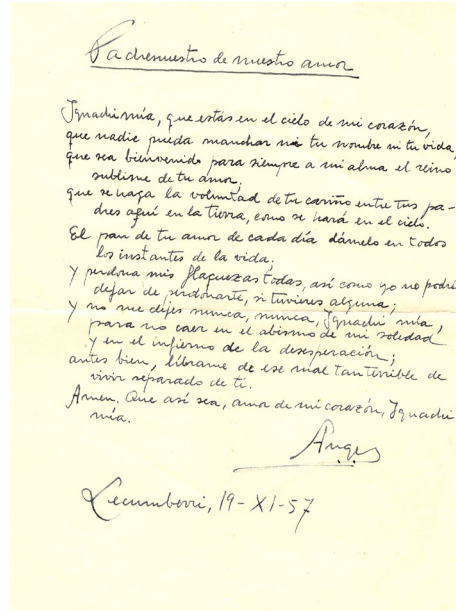 Padrenuestro de nuestro amor
Ignachi mía, que estás en el cielo de mi corazón,
que nadie pueda manchar ni tu nombre ni tu vida,
que sea bienvenido para siempre a mi alma el reino
sublime de tu amor,
que se haga la voluntad de tu cariño entre tus pa-
dres aquí en la tierra, como se hará en el cielo.
El pan de tu amor de cada día dámelo en todos
los instantes de la vida;
Y perdona mis flaquezas todas, así como yo no podré
dejar de perdonarte, si tuvieres alguna;
Y no me dejes nunca, nunca, Ignachi mía,
para no caer en el abismo de mi soledad
y en el infierno de la desesperación;
antes bien, líbrame de ese mal tan terrible de
vivir separado de ti.
Amen. Que así sea, amor de mi corazón, Ignachi
mía.
Lecumberri, 19-XI-57